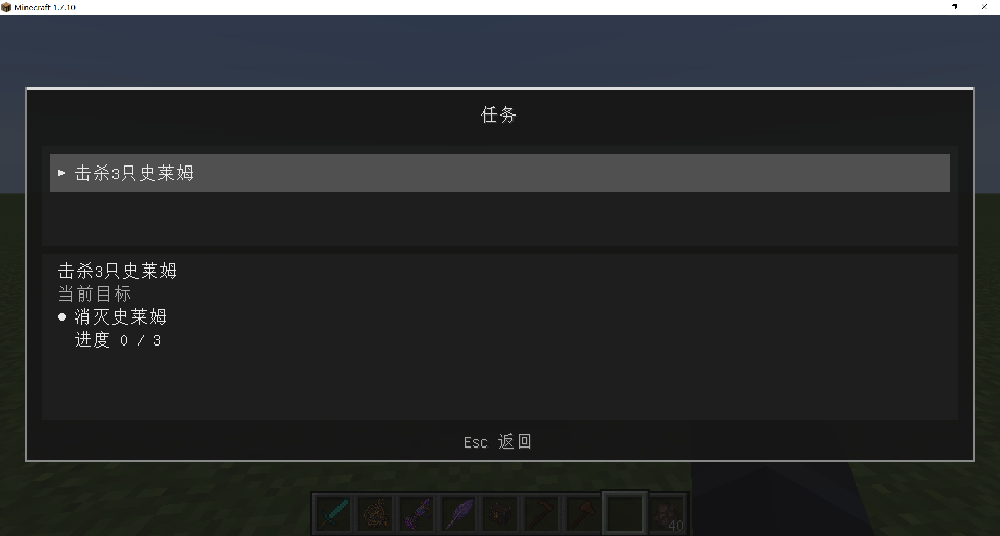 Minecraft 1.7.10
任务
▶ 击杀3只史莱姆
击杀3只史莱姆
当前目标
● 消灭史莱姆
进度 0 / 3
Esc 返回
40